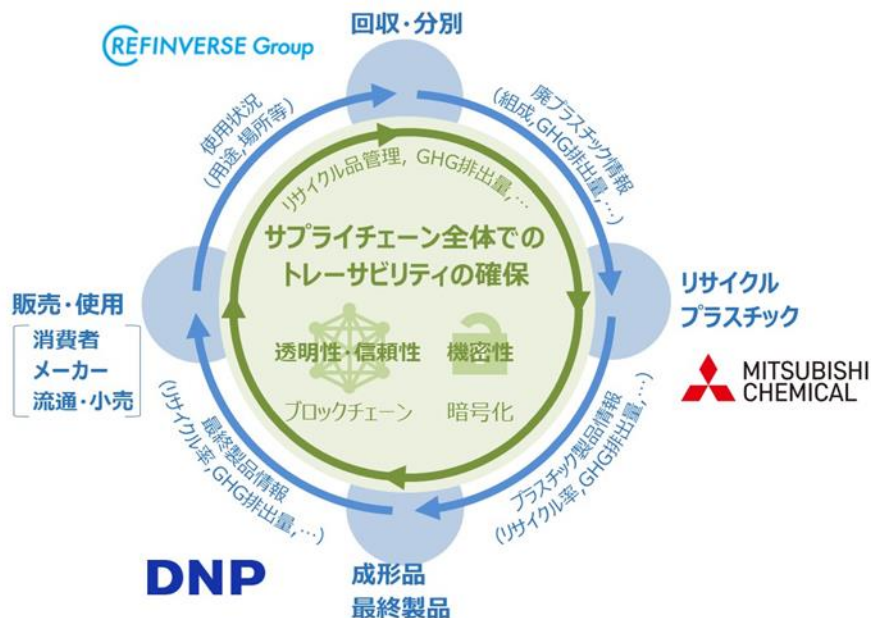 REFINVERSE Group
回収・分別
使用状況
(用途,場所等)
廃プラスチック情報
(組成,GHG排出量,…)
リサイクル品管理, GHG排出量,…
サプライチェーン全体での
トレーサビリティの確保
透明性・信頼性
機密性
ブロックチェーン
暗号化
販売・使用
消費者
メーカー
流通・小売
リサイクル
プラスチック
MITSUBISHI
CHEMICAL
最終製品情報
(リサイクル率,GHG排出量,…)
プラスチック製品情報
(リサイクル率,GHG排出量,…)
DNP
成形品
最終製品